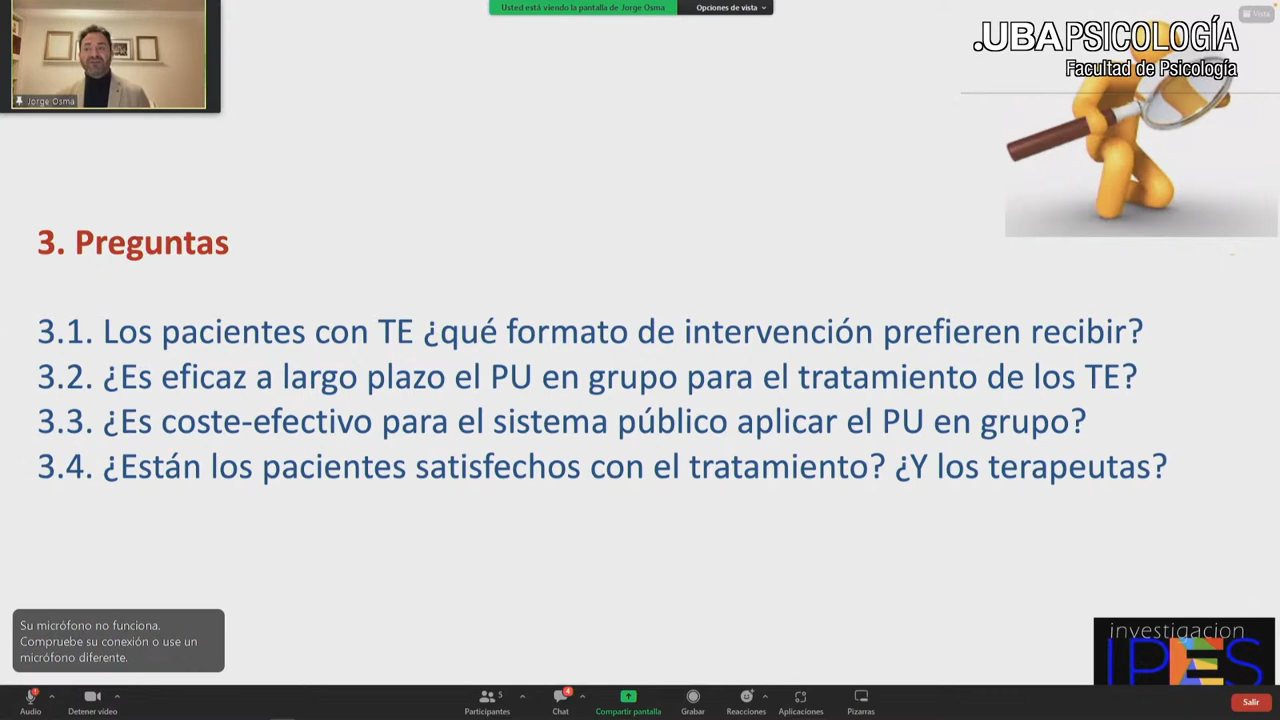 Usted está viendo la pantalla de Jorge Osma
Opciones de vista
Vista
.UBAPSICOLOGÍA
Facultad de Psicología
Jorge Osma
3. Preguntas
3.1. Los pacientes con TE ¿qué formato de intervención prefieren recibir?
3.2. ¿Es eficaz a largo plazo el PU en grupo para el tratamiento de los TE?
3.3. ¿Es coste-efectivo para el sistema público aplicar el PU en grupo?
3.4. ¿Están los pacientes satisfechos con el tratamiento? ¿Y los terapeutas?
Su micrófono no funciona.
Compruebe su conexión o use un
micrófono diferente.
investigacion
IPES
Audio
Detener video
Participantes
5
Chat
4
Compartir pantalla
Grabar
Reacciones
Aplicaciones
Pizarras
Salir